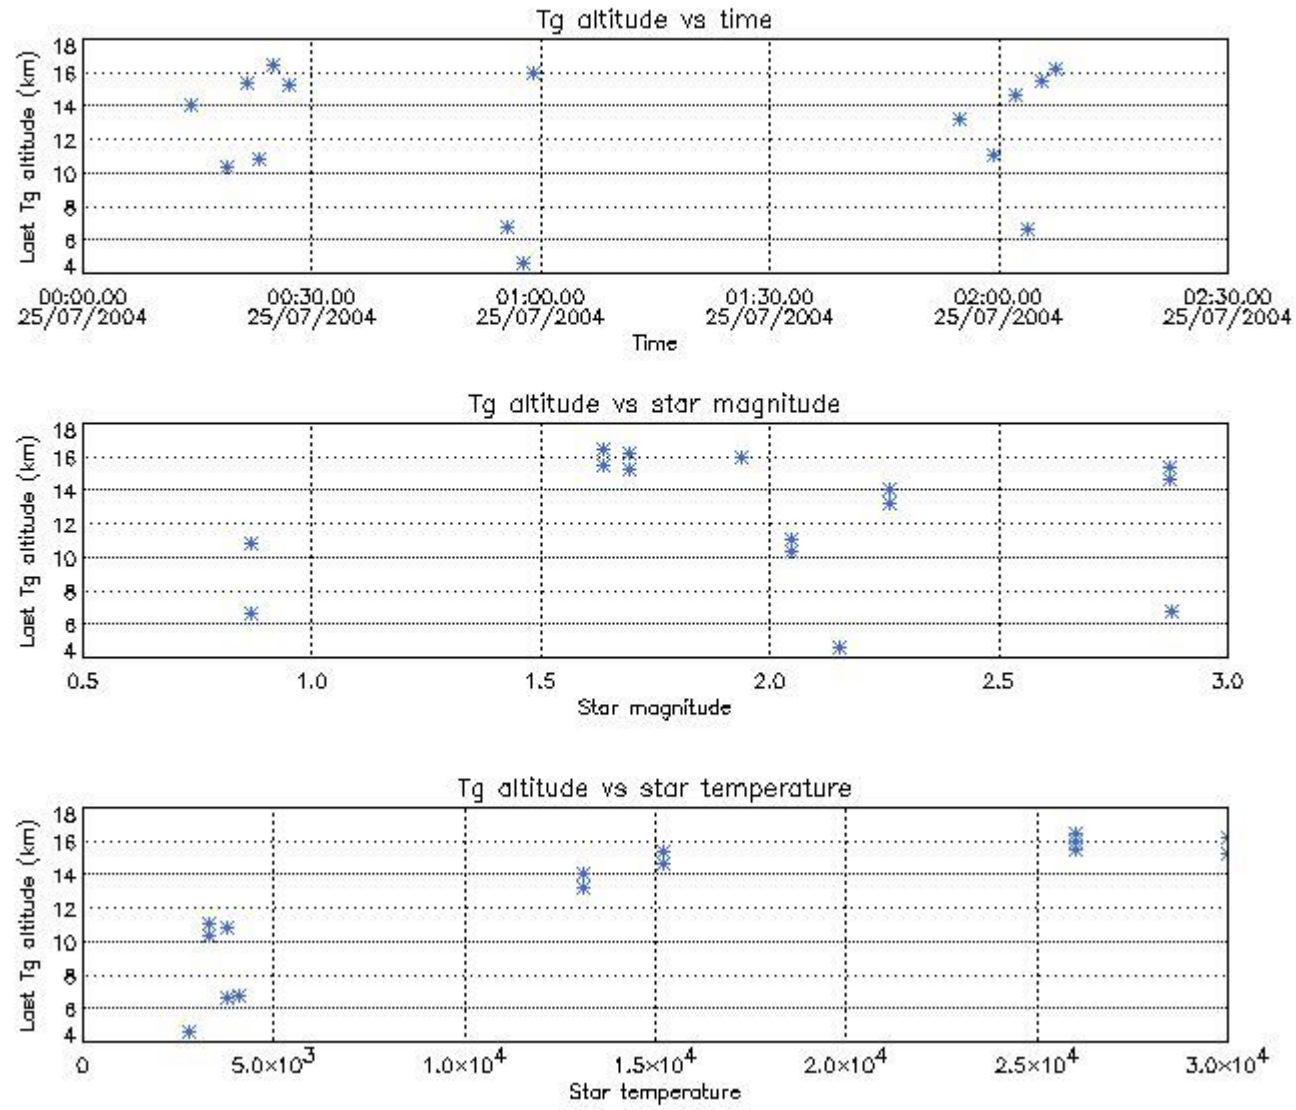 Tg altitude vs time
Last Tg altitude (km)
18
16
14
12
10
8
6
4
00:00.00 00:30.00 01:00.00 01:30.00 02:00.00 02:30.00
25/07/2004 25/07/2004 25/07/2004 25/07/2004 25/07/2004 25/07/2004
Time
Tg altitude vs star magnitude
Last Tg altitude (km)
18
16
14
12
10
8
6
4
0.5 1.0 1.5 2.0 2.5 3.0
Star magnitude
Tg altitude vs star temperature
Last Tg altitude (km)
18
16
14
12
10
8
6
4
0 5.0×10³ 1.0×10⁴ 1.5×10⁴ 2.0×10⁴ 2.5×10⁴ 3.0×10⁴
Star temperature